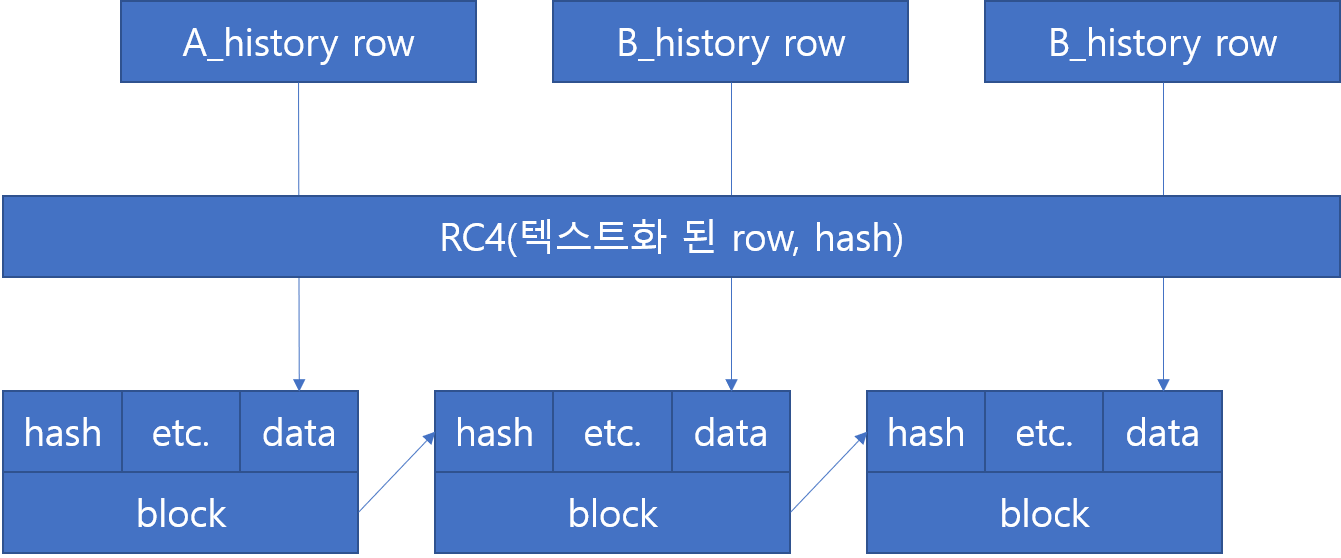 A_history row
B_history row
B_history row
RC4(텍스트화 된 row, hash)
hash
etc.
data
hash
etc.
data
hash
etc.
data
block
block
block